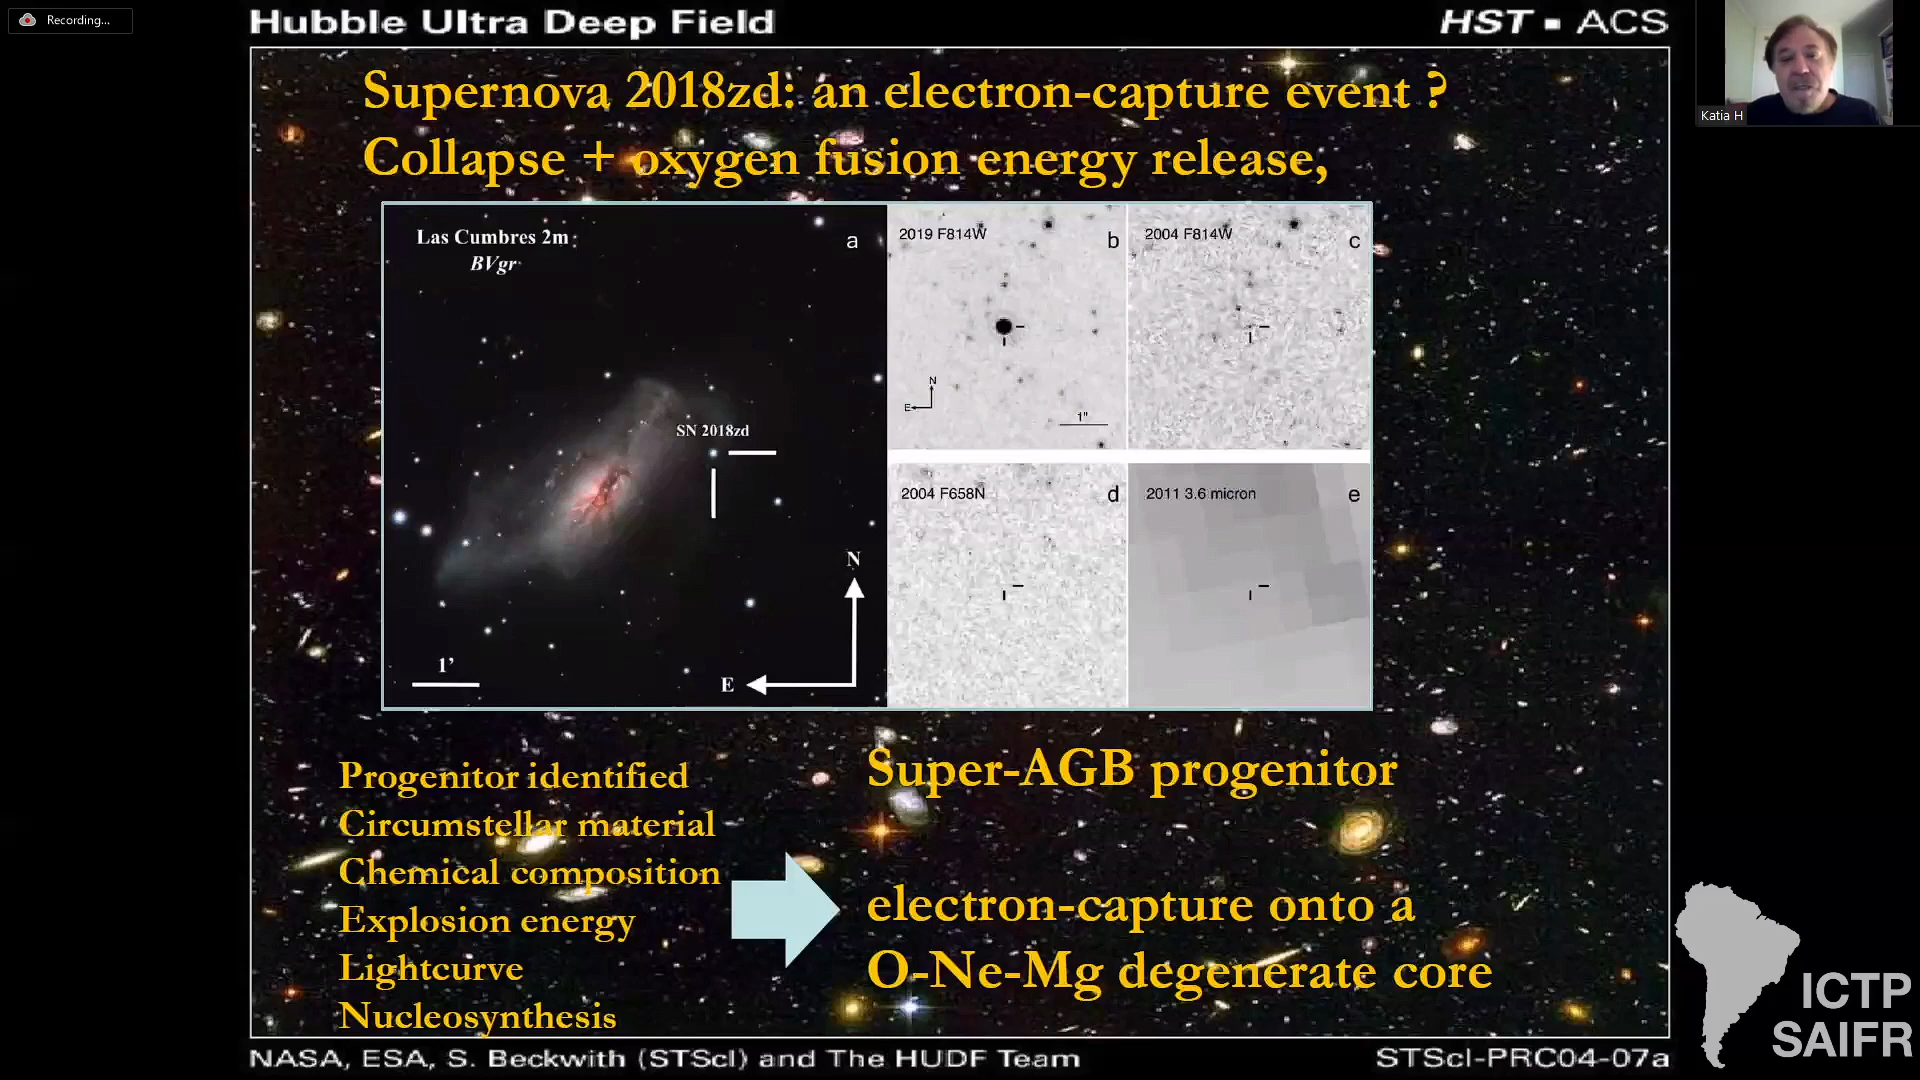 Recording...
Hubble Ultra Deep Field
HST ▪ ACS
Katia H
Supernova 2018zd: an electron-capture event ?
Collapse + oxygen fusion energy release,
Las Cumbres 2m
BVgr
a
SN 2018zd
N
E
1’
2019 F814W
b
N
E
1"
2004 F814W
c
2004 F658N
d
2011 3.6 micron
e
Progenitor identified
Circumstellar material
Chemical composition
Explosion energy
Lightcurve
Nucleosynthesis
Super-AGB progenitor
electron-capture onto a
O-Ne-Mg degenerate core
NASA, ESA, S. Beckwith (STScI) and The HUDF Team
STScI-PRC04-07a
ICTP
SAIFR